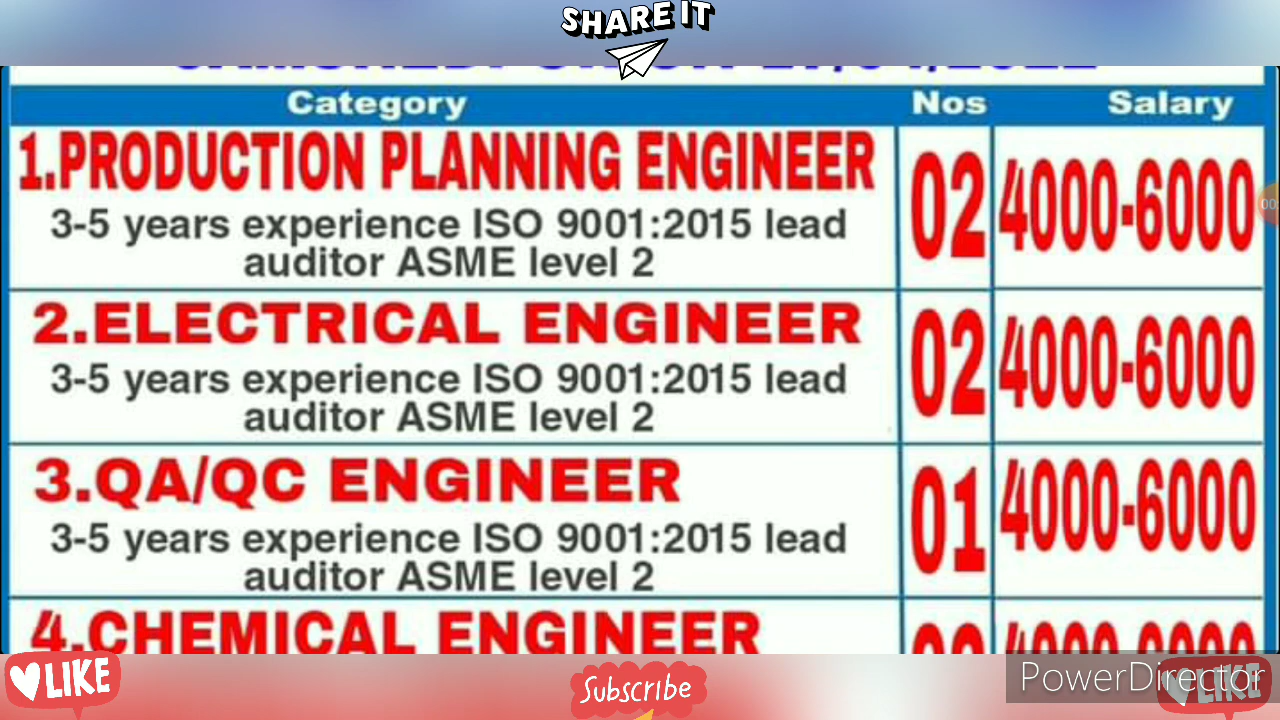 SHARE IT
Category Nos Salary
1.PRODUCTION PLANNING ENGINEER 02 4000-6000
3-5 years experience ISO 9001:2015 lead
auditor ASME level 2
2.ELECTRICAL ENGINEER 02 4000-6000
3-5 years experience ISO 9001:2015 lead
auditor ASME level 2
3.QA/QC ENGINEER 01 4000-6000
3-5 years experience ISO 9001:2015 lead
auditor ASME level 2
4.CHEMICAL ENGINEER 4000-6000
LIKE
Subscribe
PowerDirector
LIKE